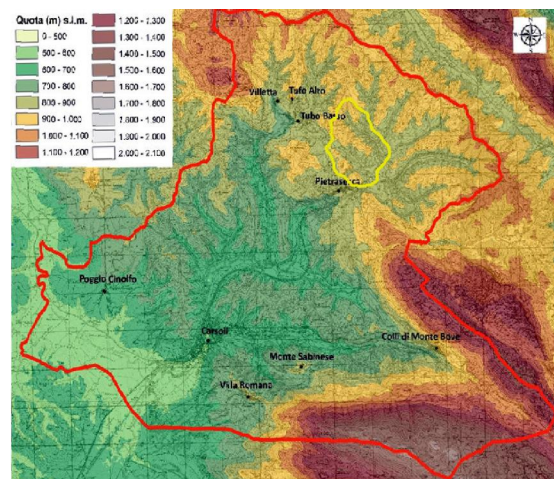 Quota (m) s.l.m.
0 - 500
500 - 600
600 - 700
700 - 800
800 - 900
900 - 1.000
1.000 - 1.100
1.100 - 1.200
1.200 - 1.300
1.300 - 1.400
1.400 - 1.500
1.500 - 1.600
1.600 - 1.700
1.700 - 1.800
1.800 - 1.900
1.900 - 2.000
2.000 - 2.100
Villetta
Tufo Alto
Tufo Basso
Pietrasecca
Poggio Cinolfo
Carsoli
Colli di Monte Bove
Monte Sabinese
Villa Romana